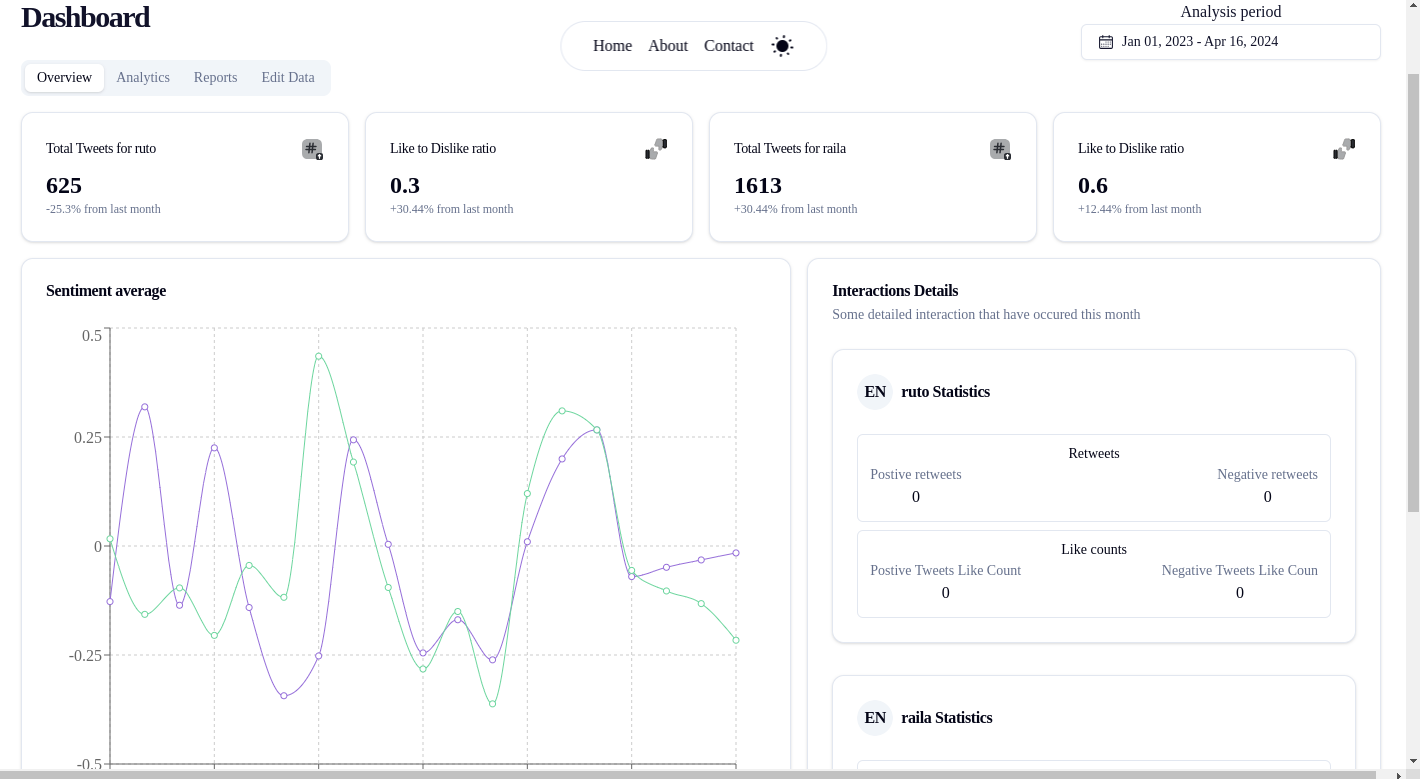 Dashboard
Home About Contact
Analysis period
Jan 01, 2023 - Apr 16, 2024
Overview Analytics Reports Edit Data
Total Tweets for ruto
625
-25.3% from last month
Like to Dislike ratio
0.3
+30.44% from last month
Total Tweets for raila
1613
+30.44% from last month
Like to Dislike ratio
0.6
+12.44% from last month
Sentiment average
0.5
0.25
0
-0.25
-0.5
Interactions Details
Some detailed interaction that have occured this month
EN ruto Statistics
Retweets
Postive retweets Negative retweets
0 0
Like counts
Postive Tweets Like Count Negative Tweets Like Coun
0 0
EN raila Statistics